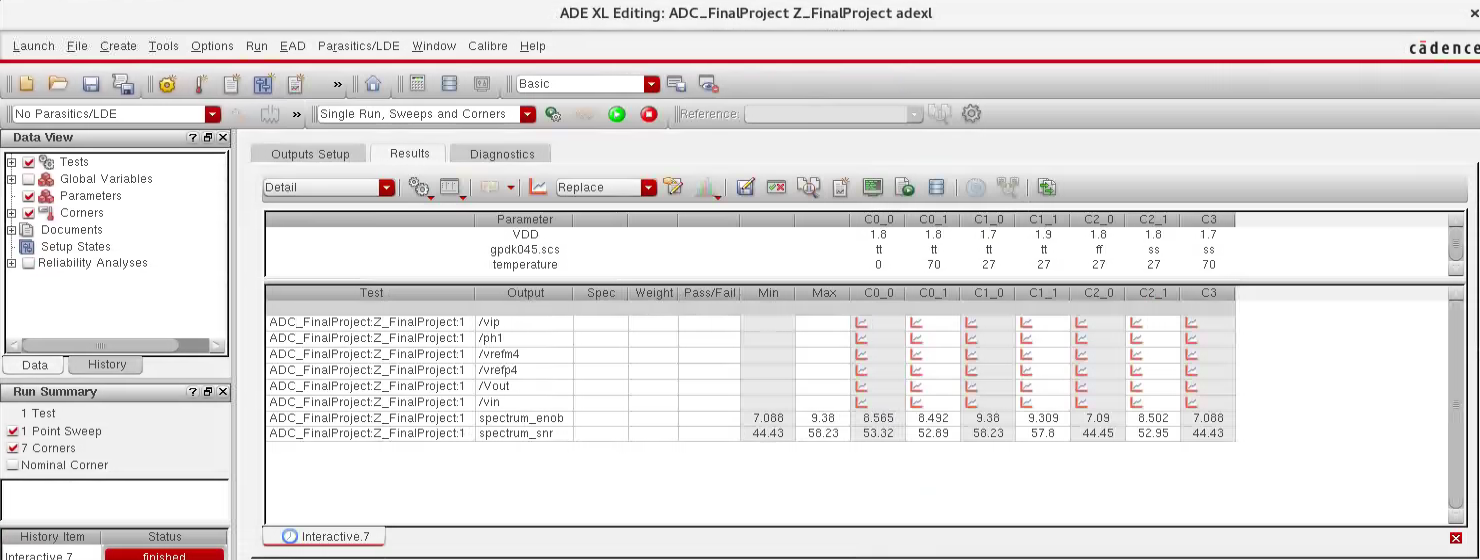 ADE XL Editing: ADC_FinalProject Z_FinalProject adexl
Launch File Create Tools Options Run EAD Parasitics/LDE Window Calibre Help
cādence
» Basic
No Parasitics/LDE » Single Run, Sweeps and Corners Reference:
Data View
Tests
Global Variables
Parameters
Corners
Documents
Setup States
Reliability Analyses
Data History
Run Summary
1 Test
1 Point Sweep
7 Corners
Nominal Corner
History Item Status
Interactive.7 finished
Outputs Setup Results Diagnostics
Detail Replace
Parameter C0_0 C0_1 C1_0 C1_1 C2_0 C2_1 C3
VDD 1.8 1.8 1.7 1.9 1.8 1.8 1.7
gpdk045.scs tt tt tt tt ff ss ss
temperature 0 70 27 27 27 27 70
Test Output Spec Weight Pass/Fail Min Max C0_0 C0_1 C1_0 C1_1 C2_0 C2_1 C3
ADC_FinalProject:Z_FinalProject:1 /vip
ADC_FinalProject:Z_FinalProject:1 /ph1
ADC_FinalProject:Z_FinalProject:1 /vrefm4
ADC_FinalProject:Z_FinalProject:1 /vrefp4
ADC_FinalProject:Z_FinalProject:1 /Vout
ADC_FinalProject:Z_FinalProject:1 /vin
ADC_FinalProject:Z_FinalProject:1 spectrum_enob 7.088 9.38 8.565 8.492 9.38 9.309 7.09 8.502 7.088
ADC_FinalProject:Z_FinalProject:1 spectrum_snr 44.43 58.23 53.32 52.89 58.23 57.8 44.45 52.95 44.43
Interactive.7